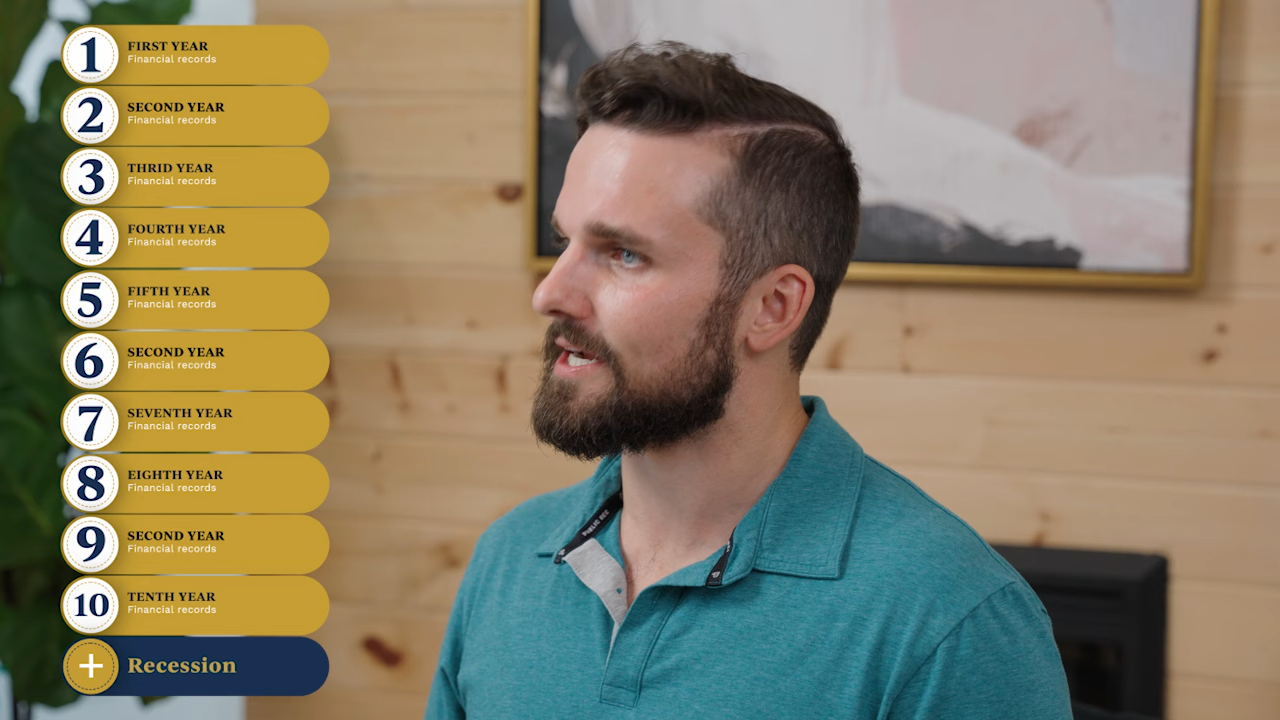 1
FIRST YEAR
Financial records
2
SECOND YEAR
Financial records
3
THRID YEAR
Financial records
4
FOURTH YEAR
Financial records
5
FIFTH YEAR
Financial records
6
SECOND YEAR
Financial records
7
SEVENTH YEAR
Financial records
8
EIGHTH YEAR
Financial records
9
SECOND YEAR
Financial records
10
TENTH YEAR
Financial records
+
Recession
PUBLIC REC